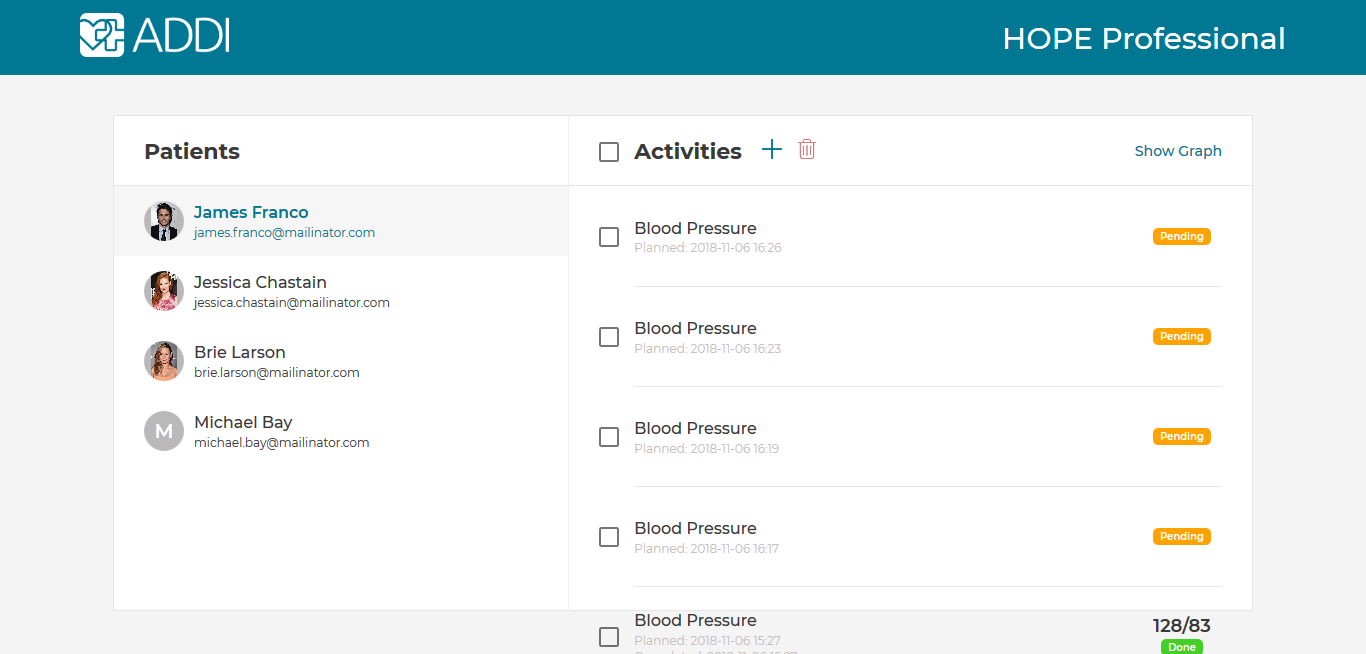 ADDI
HOPE Professional
Patients
James Franco
james.franco@mailinator.com
Jessica Chastain
jessica.chastain@mailinator.com
Brie Larson
brie.larson@mailinator.com
M
Michael Bay
michael.bay@mailinator.com
Activities
Show Graph
Blood Pressure
Planned: 2018-11-06 16:26
Pending
Blood Pressure
Planned: 2018-11-06 16:23
Pending
Blood Pressure
Planned: 2018-11-06 16:19
Pending
Blood Pressure
Planned: 2018-11-06 16:17
Pending
Blood Pressure
Planned: 2018-11-06 15:27
128/83
Done